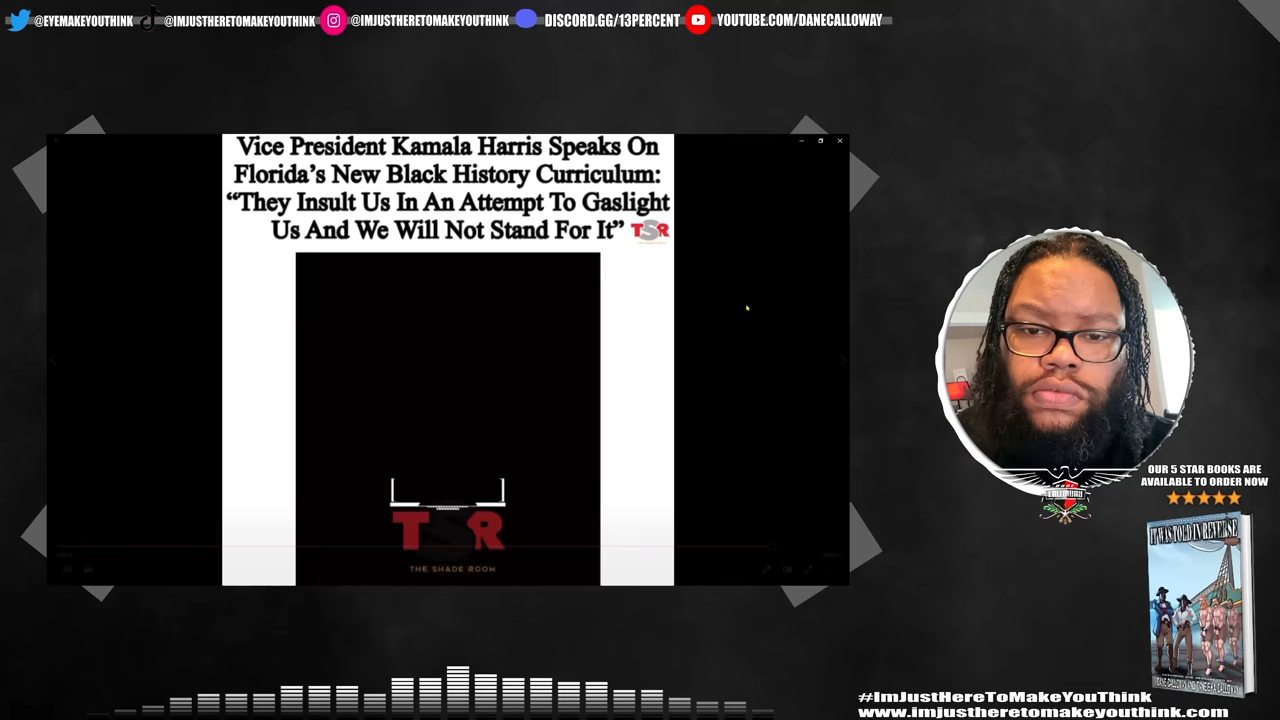 @EYEMAKEYOUTHINK @IMJUSTHERETOMAKEYOUTHINK @IMJUSTHERETOMAKEYOUTHINK DISCORD.GG/13PERCENT YOUTUBE.COM/DANECALLOWAY
Vice President Kamala Harris Speaks On
Florida’s New Black History Curriculum:
“They Insult Us In An Attempt To Gaslight
Us And We Will Not Stand For It” TSR
TSR
THE SHADE ROOM
OUR 5 STAR BOOKS ARE
AVAILABLE TO ORDER NOW
CALLOWAY
IT WAS TOLD IN REVERSE
#ImJustHereToMakeYouThink
www.imjustheretomakeyouthink.com